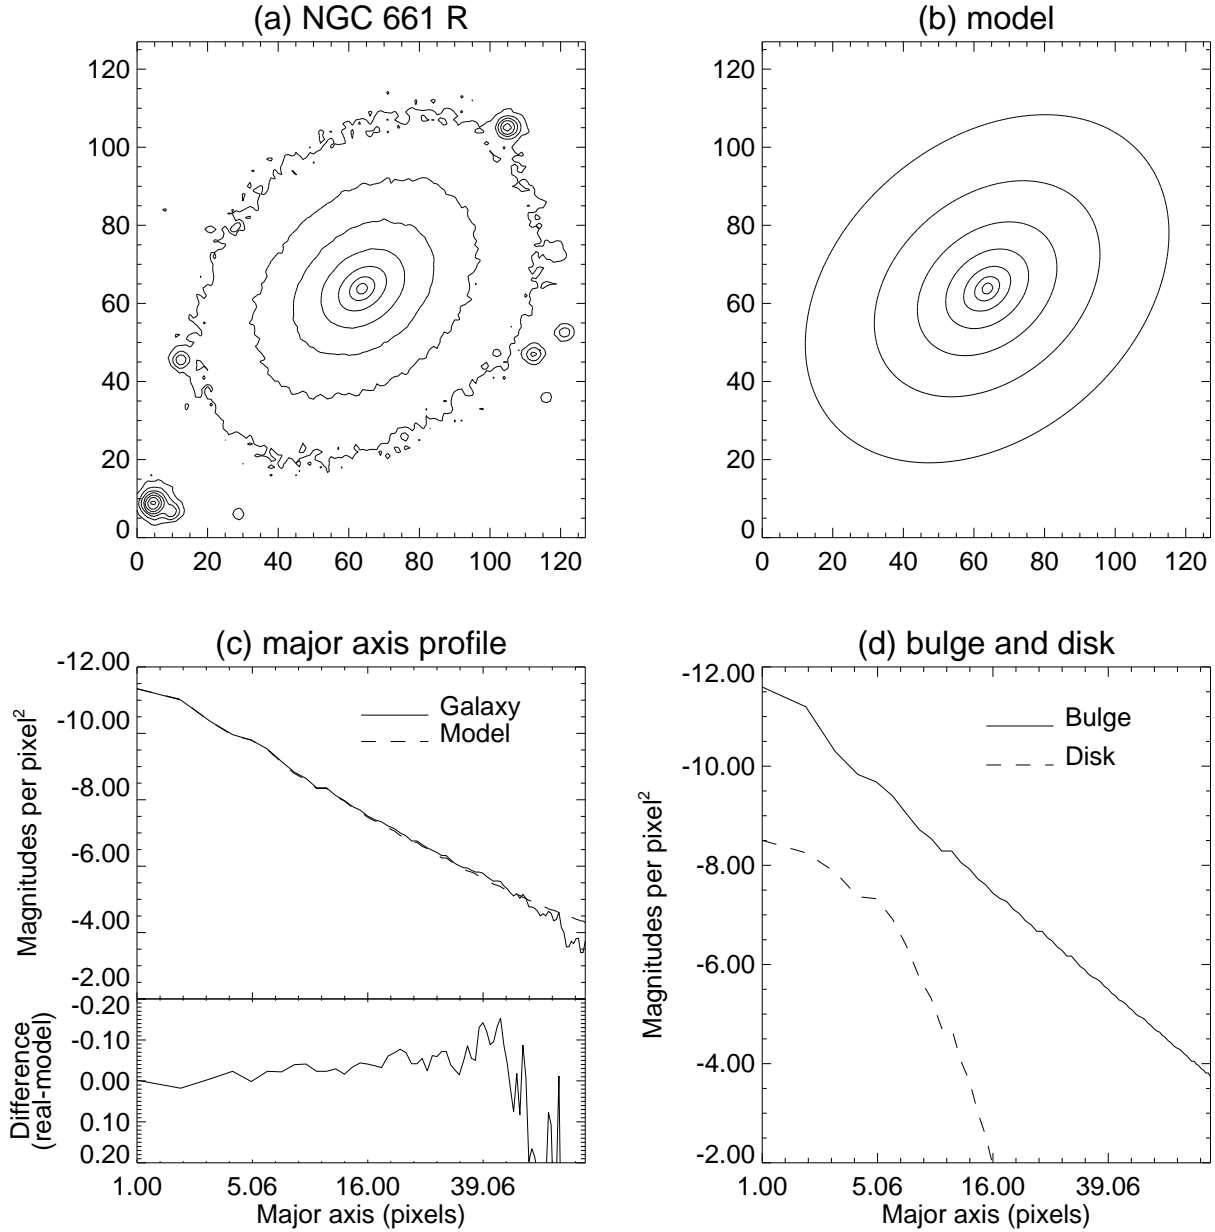 (a) NGC 661 R
120
100
80
60
40
20
0
0 20 40 60 80 100 120
(b) model
120
100
80
60
40
20
0
0 20 40 60 80 100 120
(c) major axis profile
-12.00
-10.00
-8.00
-6.00
-4.00
-2.00
Magnitudes per pixel2
Galaxy
Model
-0.20
-0.10
0.00
0.10
0.20
Difference
(real-model)
1.00 5.06 16.00 39.06
Major axis (pixels)
(d) bulge and disk
-12.00
-10.00
-8.00
-6.00
-4.00
-2.00
Magnitudes per pixel2
Bulge
Disk
1.00 5.06 16.00 39.06
Major axis (pixels)